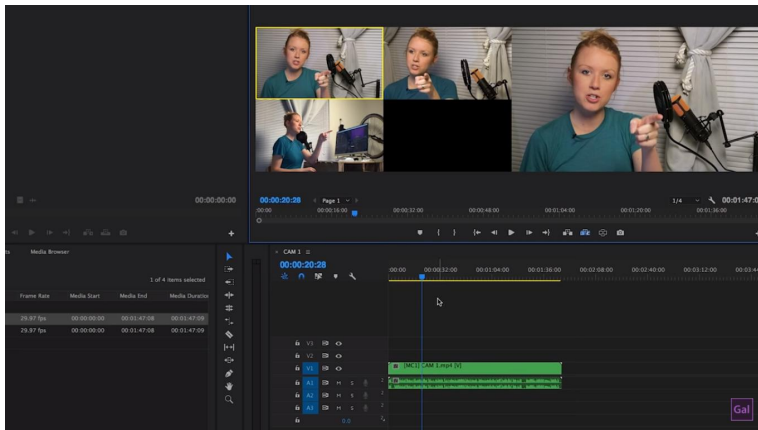 00:00:00:00
00:00:20:28
Page 1
1/4
00:01:47:0
:00:00
00:00:16:00
00:00:32:00
00:00:48:00
00:01:04:00
00:01:20:00
00:01:36:00
Media Browser
1 of 4 items selected
Frame Rate
Media Start
Media End
Media Duratio
29.97 fps
00:00:00:00
00:01:47:08
00:01:47:09
29.97 fps
00:00:00:00
00:01:47:08
00:01:47:09
CAM 1
00:00:20:28
:00:00
00:00:32:00
00:01:04:00
00:01:36:00
00:02:08:00
00:02:40:00
00:03:12:00
00:03:4
V3
V2
V1
[MC1] CAM 1.mp4 [V]
A1 M S
A2 M S
A3 M S
0.0
Gal